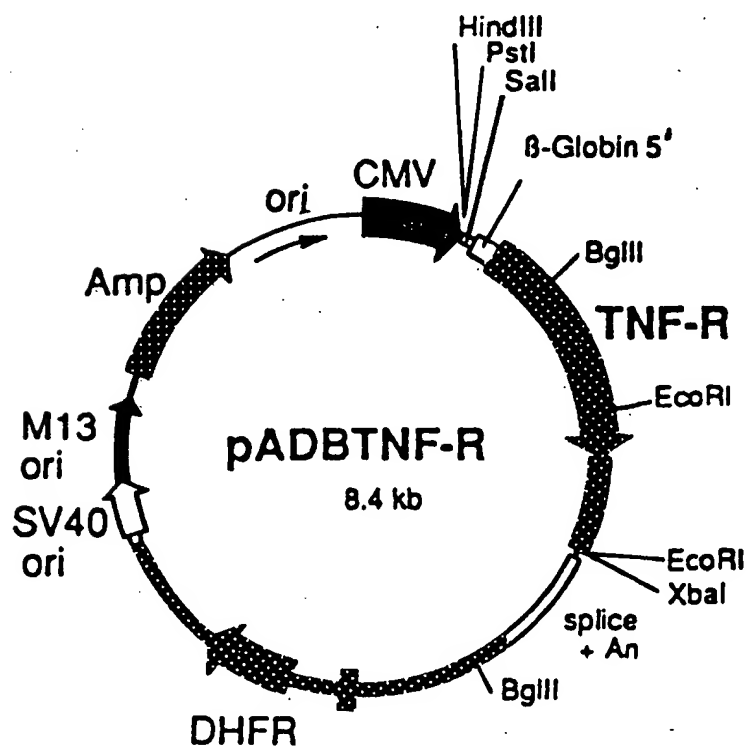 HindIII
PstI
SalI
ß-Globin 5'
CMV
ori
BglII
Amp
TNF-R
EcoRI
M13
ori
pADBTNF-R
8.4 kb
SV40
ori
EcoRI
XbaI
splice
+ An
BglII
DHFR